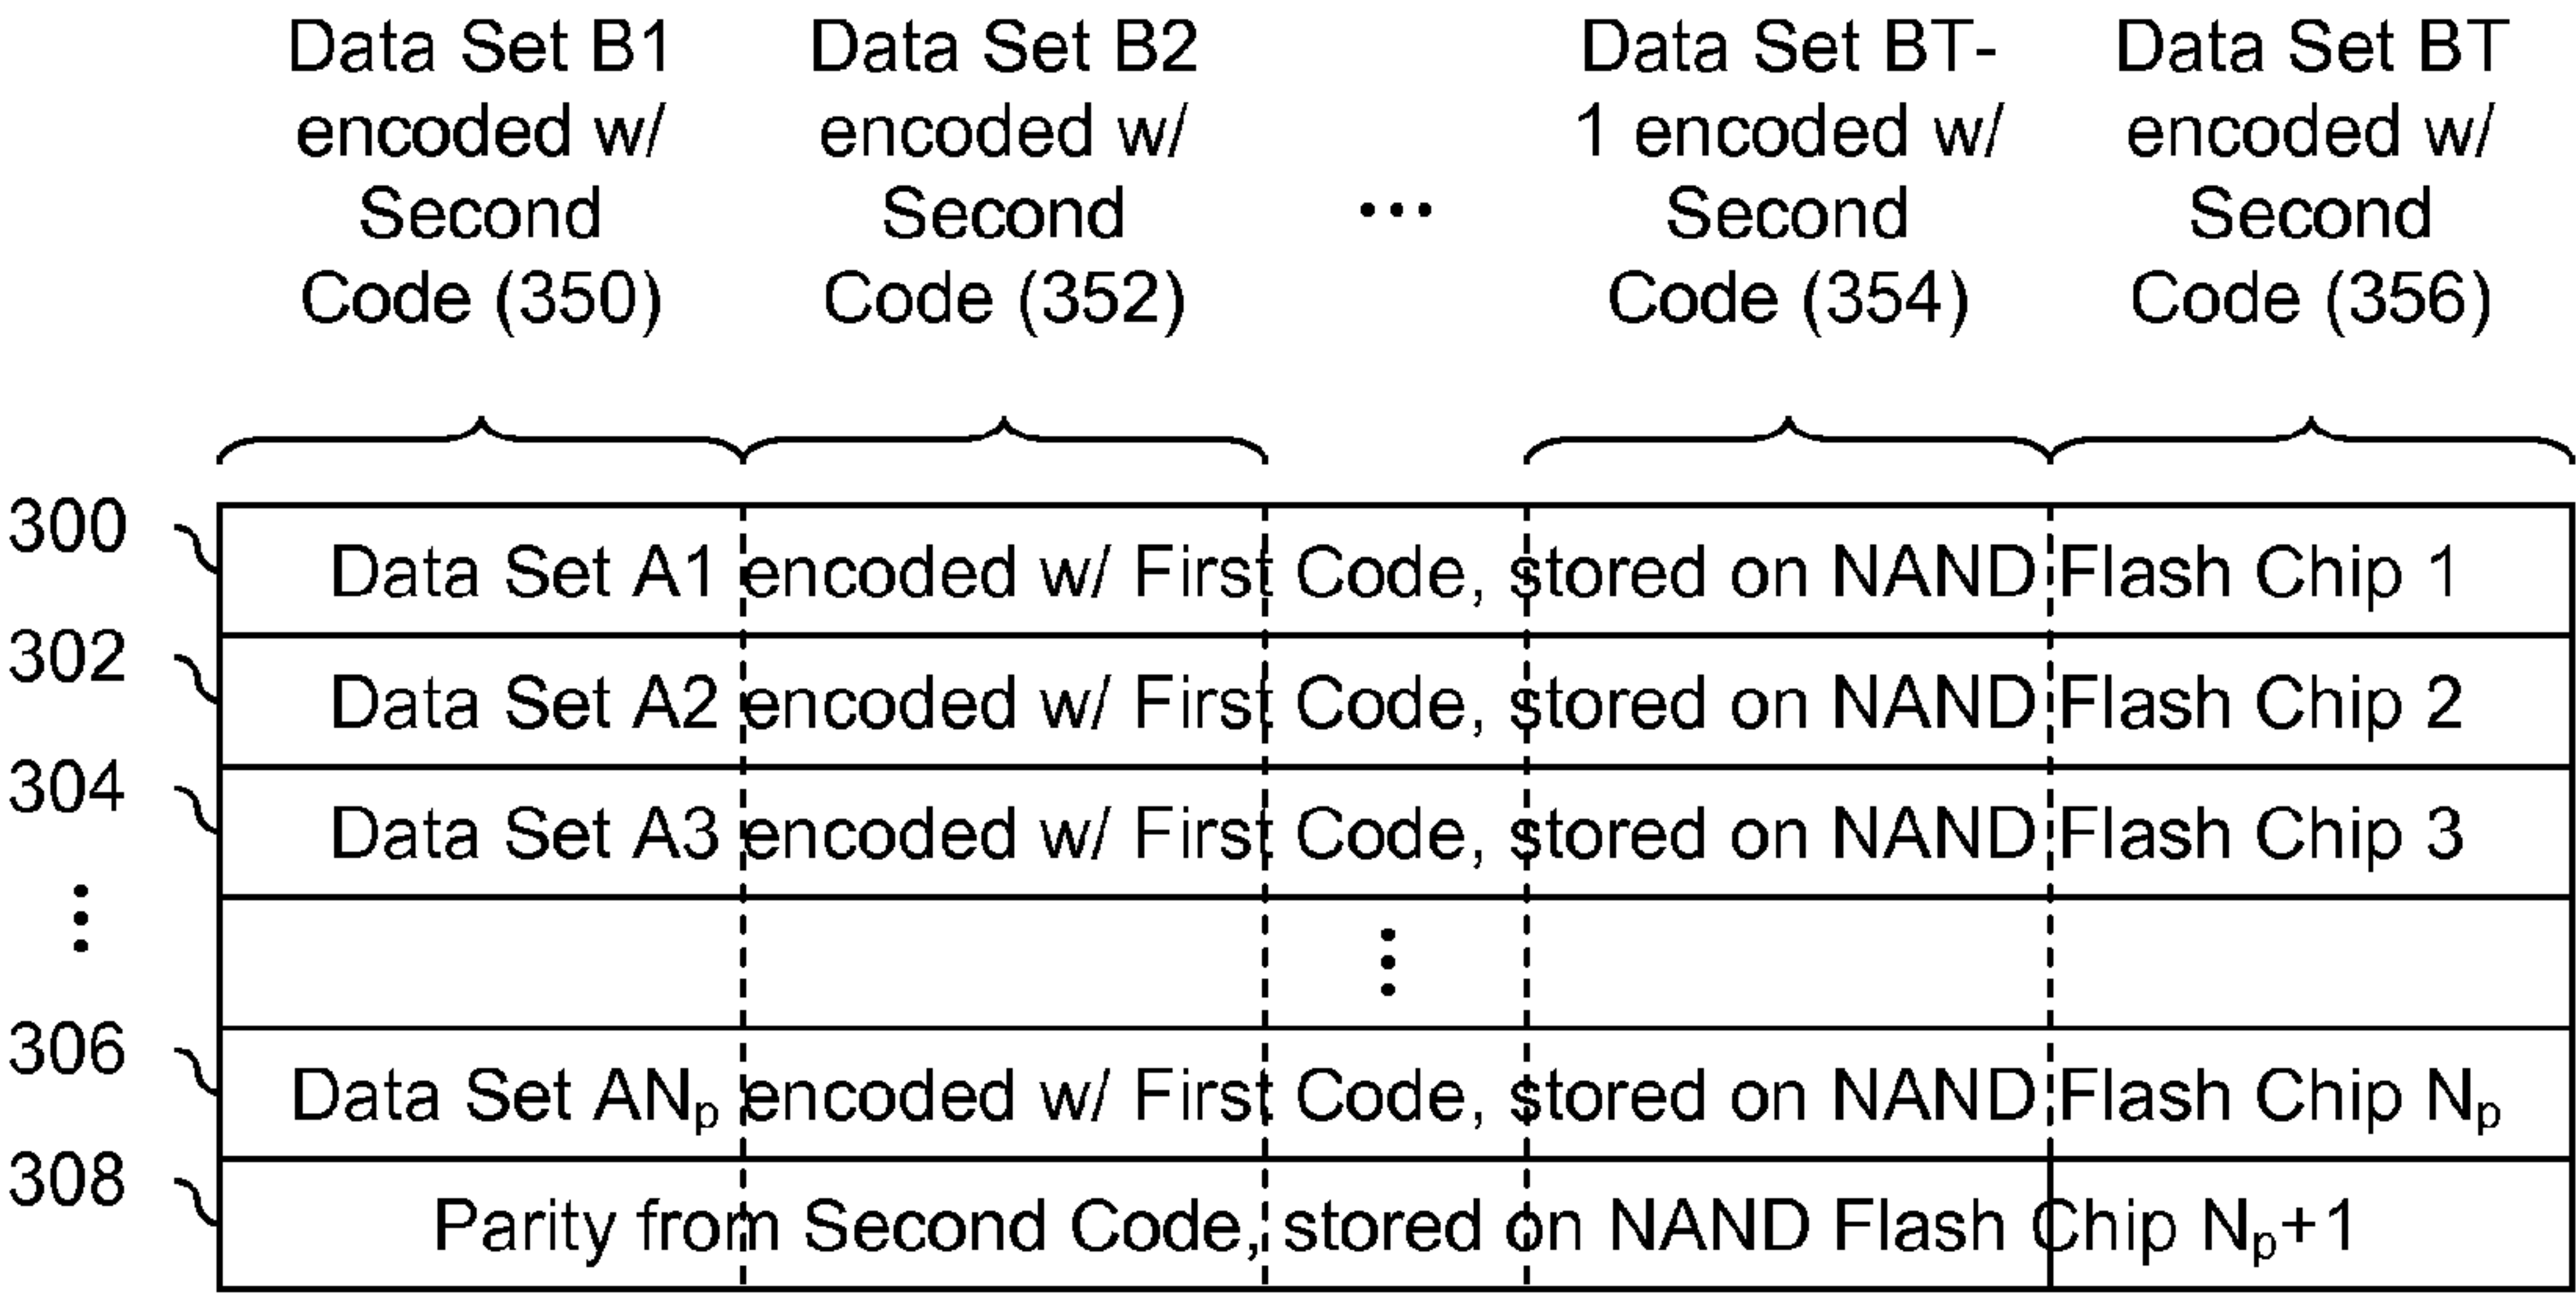 Data Set B1
encoded w/
Second
Code (350)
Data Set B2
encoded w/
Second
Code (352)
...
Data Set BT-
1 encoded w/
Second
Code (354)
Data Set BT
encoded w/
Second
Code (356)
300
Data Set A1 encoded w/ First Code, stored on NAND Flash Chip 1
302
Data Set A2 encoded w/ First Code, stored on NAND Flash Chip 2
304
Data Set A3 encoded w/ First Code, stored on NAND Flash Chip 3
306
Data Set ANₚ encoded w/ First Code, stored on NAND Flash Chip Nₚ
308
Parity from Second Code, stored on NAND Flash Chip Nₚ+1